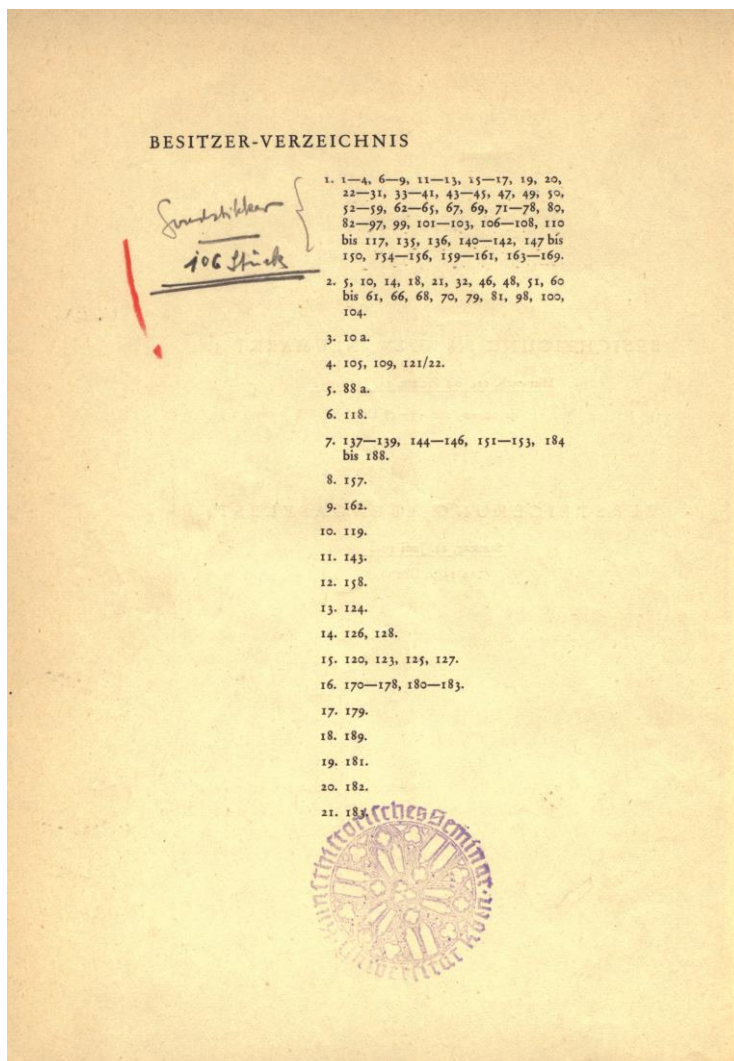 BESITZER-VERZEICHNIS
Goudstikker
106 Stück
1. 1—4, 6—9, 11—13, 15—17, 19, 20,
22—31, 33—41, 43—45, 47, 49, 50,
52—59, 62—65, 67, 69, 71—78, 80,
82—97, 99, 101—103, 106—108, 110
bis 117, 135, 136, 140—142, 147 bis
150, 154—156, 159—161, 163—169.
2. 5, 10, 14, 18, 21, 32, 46, 48, 51, 60
bis 61, 66, 68, 70, 79, 81, 98, 100,
104.
3. 10 a.
4. 105, 109, 121/22.
5. 88 a.
6. 118.
7. 137—139, 144—146, 151—153, 184
bis 188.
8. 157.
9. 162.
10. 119.
11. 143.
12. 158.
13. 124.
14. 126, 128.
15. 120, 123, 125, 127.
16. 170—178, 180—183.
17. 179.
18. 189.
19. 181.
20. 182.
21. 183.
Kunsthistorisches Seminar
Universität Köln